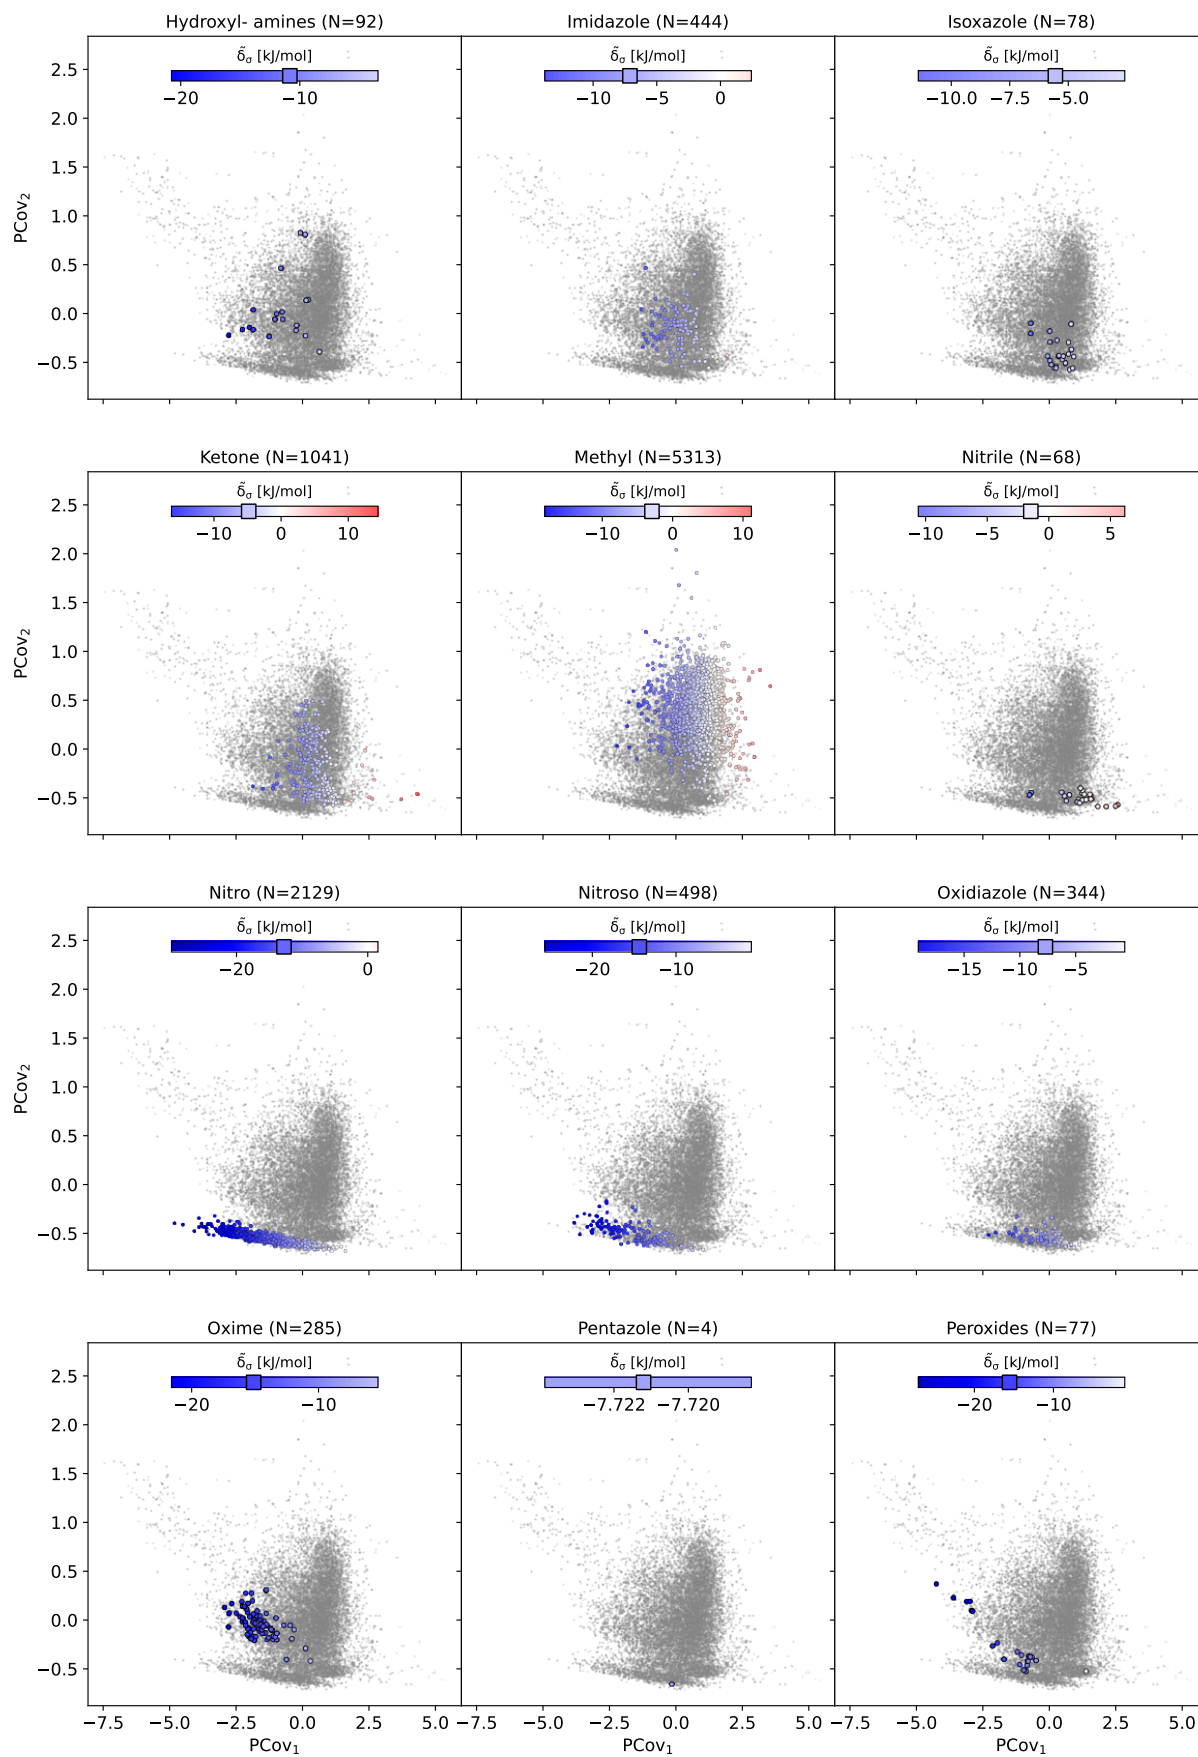 Hydroxyl- amines (N=92)
Imidazole (N=444)
Isoxazole (N=78)
δ̃σ [kJ/mol]
δ̃σ [kJ/mol]
δ̃σ [kJ/mol]
−20 −10
−10 −5 0
−10.0 −7.5 −5.0
2.5
2.0
1.5
1.0
0.5
0.0
−0.5
PCov₂
Ketone (N=1041)
Methyl (N=5313)
Nitrile (N=68)
δ̃σ [kJ/mol]
δ̃σ [kJ/mol]
δ̃σ [kJ/mol]
−10 0 10
−10 0 10
−10 −5 0 5
2.5
2.0
1.5
1.0
0.5
0.0
−0.5
PCov₂
Nitro (N=2129)
Nitroso (N=498)
Oxidiazole (N=344)
δ̃σ [kJ/mol]
δ̃σ [kJ/mol]
δ̃σ [kJ/mol]
−20 0
−20 −10
−15 −10 −5
2.5
2.0
1.5
1.0
0.5
0.0
−0.5
PCov₂
Oxime (N=285)
Pentazole (N=4)
Peroxides (N=77)
δ̃σ [kJ/mol]
δ̃σ [kJ/mol]
δ̃σ [kJ/mol]
−20 −10
−7.722 −7.720
−20 −10
2.5
2.0
1.5
1.0
0.5
0.0
−0.5
PCov₂
−7.5 −5.0 −2.5 0.0 2.5 5.0
−7.5 −5.0 −2.5 0.0 2.5 5.0
−7.5 −5.0 −2.5 0.0 2.5 5.0
PCov₁
PCov₁
PCov₁